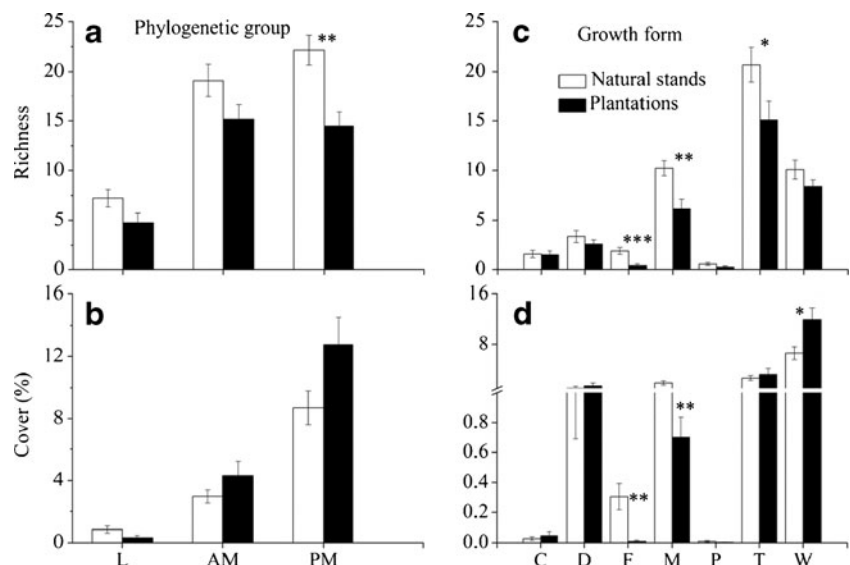 a
Phylogenetic group
**
25
20
15
10
5
0
Richness
b
16
12
8
4
0
Cover (%)
L AM PM
c
Growth form
Natural stands
Plantations
25
20
15
10
5
0
***
**
*
d
16
8
0.8
0.6
0.4
0.2
0.0
**
**
*
C D F M P T W